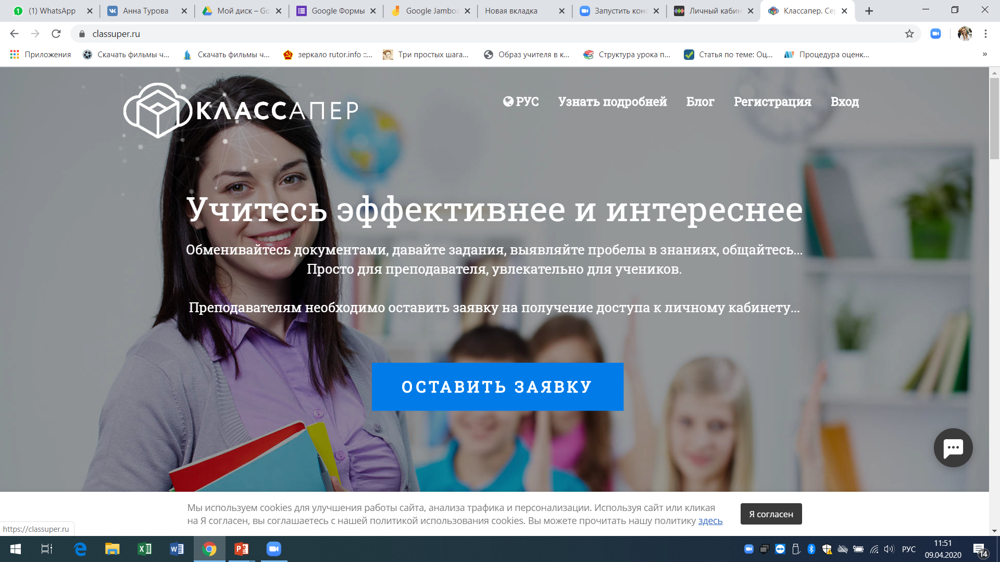 (1) WhatsApp
Анна Турова
Мой диск – Go
Google Формы
Google Jamboa
Новая вкладка
Запустить конф
Личный кабин
Классапер. Сер
classuper.ru
Приложения
Скачать фильмы ч...
Скачать фильмы ч...
зеркало rutor.info ::...
Три простых шага...
Образ учителя в к...
Структура урока п...
Статья по теме: Оц...
Процедура оценк...
»
КЛАССАПЕР
РУС
Узнать подробней
Блог
Регистрация
Вход
Учитесь эффективнее и интереснее
Обменивайтесь документами, давайте задания, выявляйте пробелы в знаниях, общайтесь...
Просто для преподавателя, увлекательно для учеников.
Преподавателям необходимо оставить заявку на получение доступа к личному кабинету...
ОСТАВИТЬ ЗАЯВКУ
Мы используем cookies для улучшения работы сайта, анализа трафика и персонализации. Используя сайт или кликая
на Я согласен, вы соглашаетесь с нашей политикой использования cookies. Вы можете прочитать нашу политику здесь
Я согласен
https://classuper.ru
РУС
11:51
09.04.2020
14